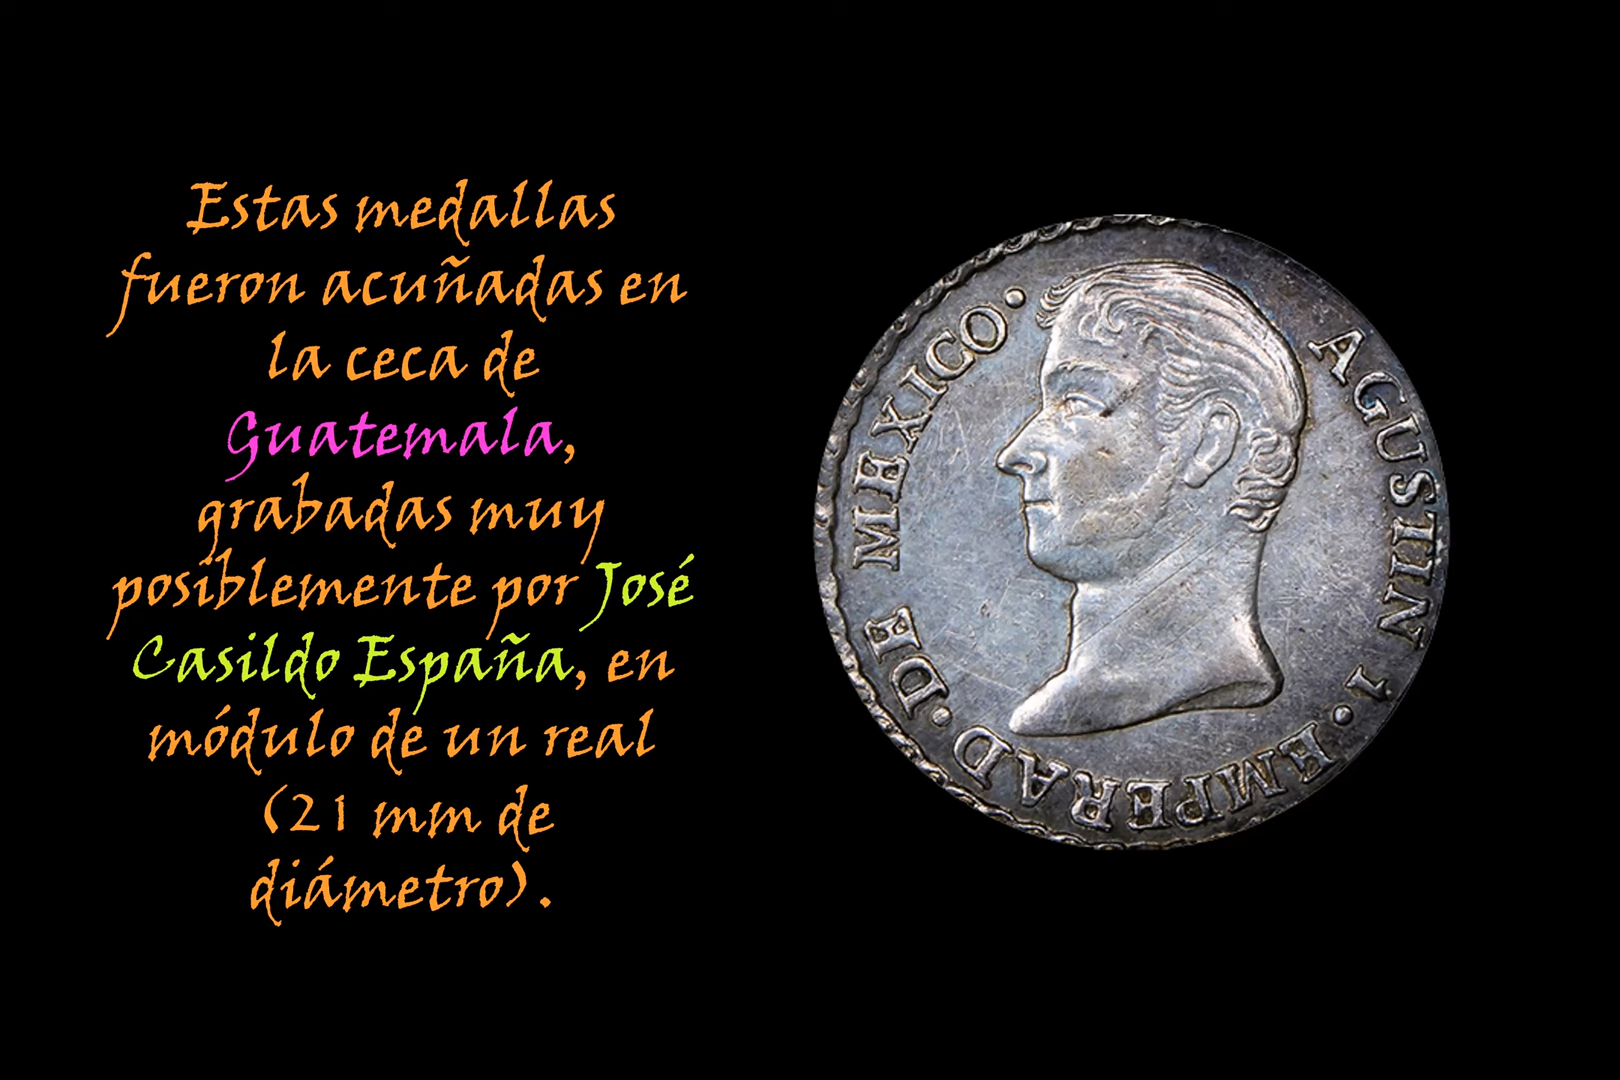 Estas medallas
fueron acuñadas en
la ceca de
Guatemala,
grabadas muy
posiblemente por José
Casildo España, en
módulo de un real
(21 mm de
diámetro).
AGUSTIN I · EMPERAD · DE MEXICO ·